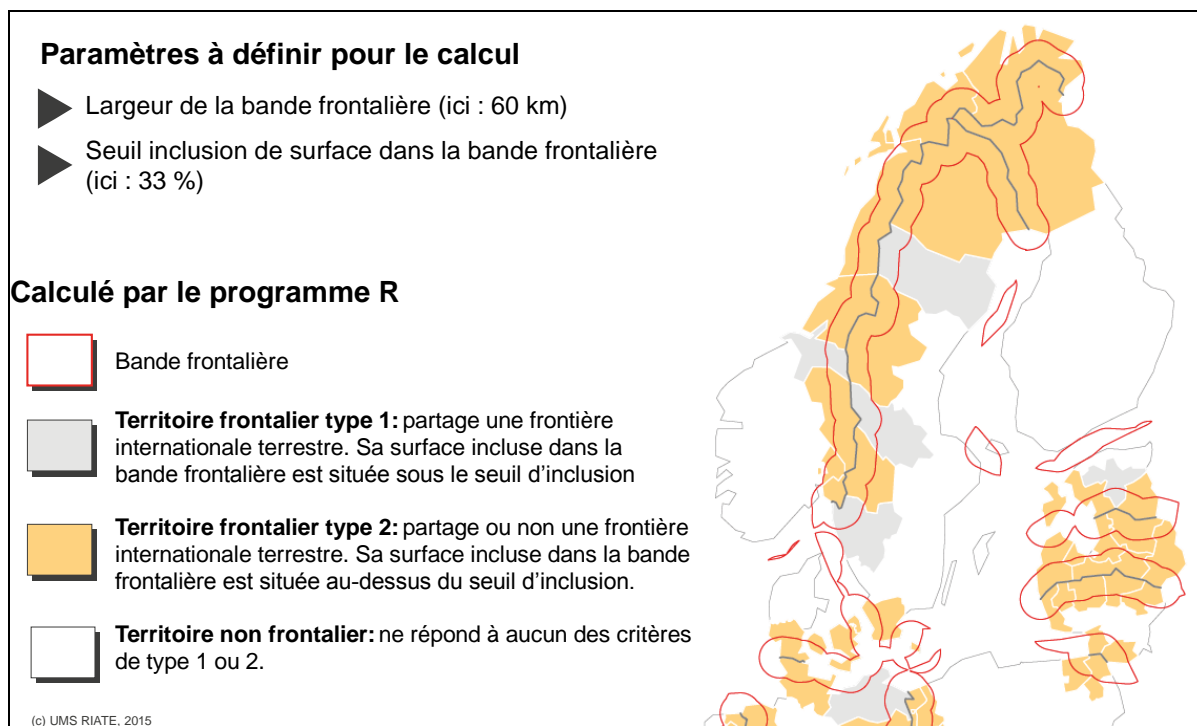 Paramètres à définir pour le calcul
Largeur de la bande frontalière (ici : 60 km)
Seuil inclusion de surface dans la bande frontalière
(ici : 33 %)
Calculé par le programme R
Bande frontalière
Territoire frontalier type 1: partage une frontière
internationale terrestre. Sa surface incluse dans la
bande frontalière est située sous le seuil d’inclusion
Territoire frontalier type 2: partage ou non une frontière
internationale terrestre. Sa surface incluse dans la bande
frontalière est située au-dessus du seuil d’inclusion.
Territoire non frontalier: ne répond à aucun des critères
de type 1 ou 2.
(c) UMS RIATE, 2015